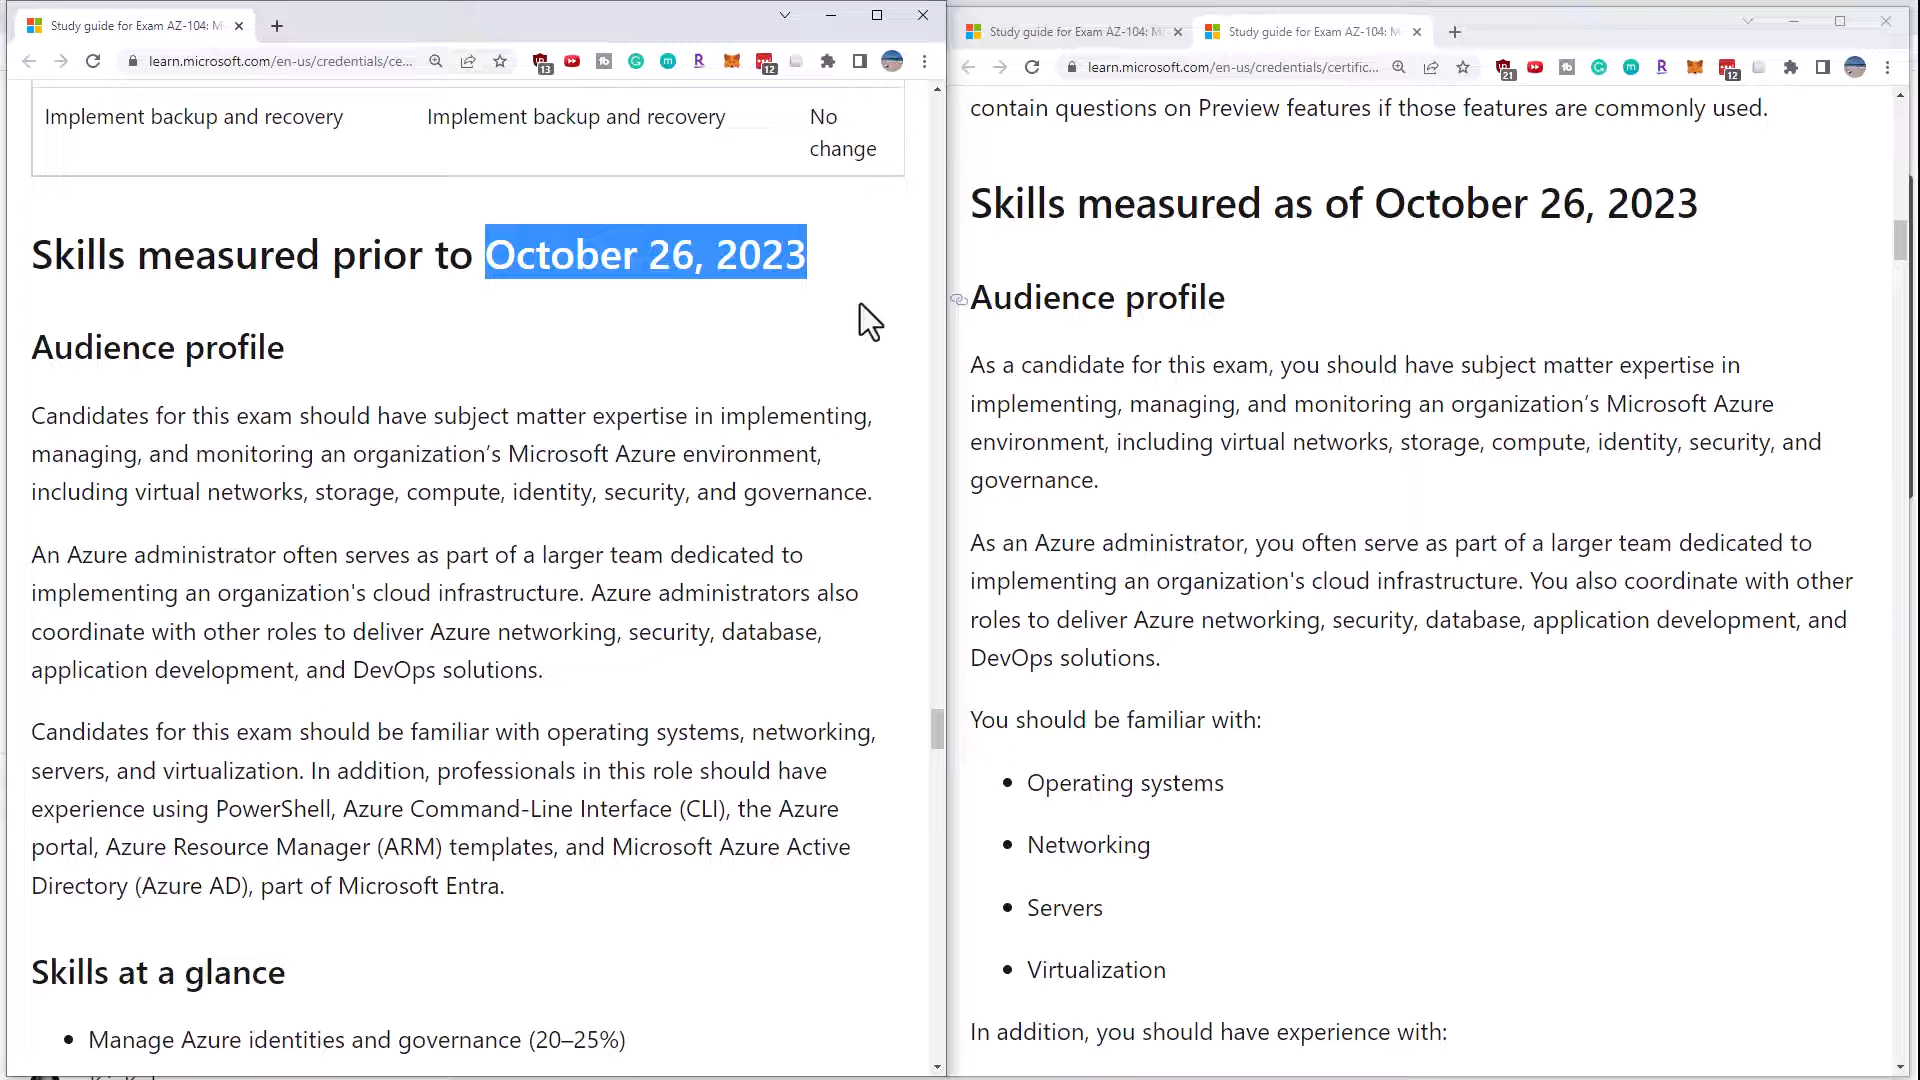 Study guide for Exam AZ-104: M
learn.microsoft.com/en-us/credentials/ce...
13
12
Implement backup and recovery Implement backup and recovery No
change
Skills measured prior to October 26, 2023
Audience profile
Candidates for this exam should have subject matter expertise in implementing,
managing, and monitoring an organization’s Microsoft Azure environment,
including virtual networks, storage, compute, identity, security, and governance.
An Azure administrator often serves as part of a larger team dedicated to
implementing an organization's cloud infrastructure. Azure administrators also
coordinate with other roles to deliver Azure networking, security, database,
application development, and DevOps solutions.
Candidates for this exam should be familiar with operating systems, networking,
servers, and virtualization. In addition, professionals in this role should have
experience using PowerShell, Azure Command-Line Interface (CLI), the Azure
portal, Azure Resource Manager (ARM) templates, and Microsoft Azure Active
Directory (Azure AD), part of Microsoft Entra.
Skills at a glance
• Manage Azure identities and governance (20–25%)
Study guide for Exam AZ-104: M
Study guide for Exam AZ-104: M
learn.microsoft.com/en-us/credentials/certific...
21
12
contain questions on Preview features if those features are commonly used.
Skills measured as of October 26, 2023
Audience profile
As a candidate for this exam, you should have subject matter expertise in
implementing, managing, and monitoring an organization’s Microsoft Azure
environment, including virtual networks, storage, compute, identity, security, and
governance.
As an Azure administrator, you often serve as part of a larger team dedicated to
implementing an organization's cloud infrastructure. You also coordinate with other
roles to deliver Azure networking, security, database, application development, and
DevOps solutions.
You should be familiar with:
• Operating systems
• Networking
• Servers
• Virtualization
In addition, you should have experience with: